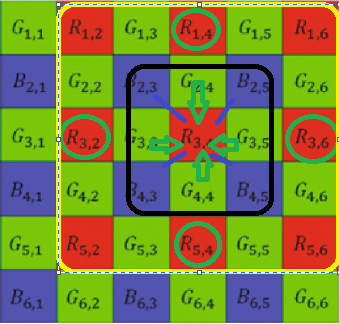 G1,1 R1,2 G1,3 R1,4 G1,5 R1,6
B2,1 G2,2 B2,3 G2,4 B2,5 G2,6
G3,1 R3,2 G3, R3, G3,5 R3,6
B4,1 G4,2 B4,3 G4,4 B4,5 G4,6
G5,1 R5,2 G5,3 R5,4 G5,5 R5,6
B6,1 G6,2 B6,3 G6,4 B6,5 G6,6